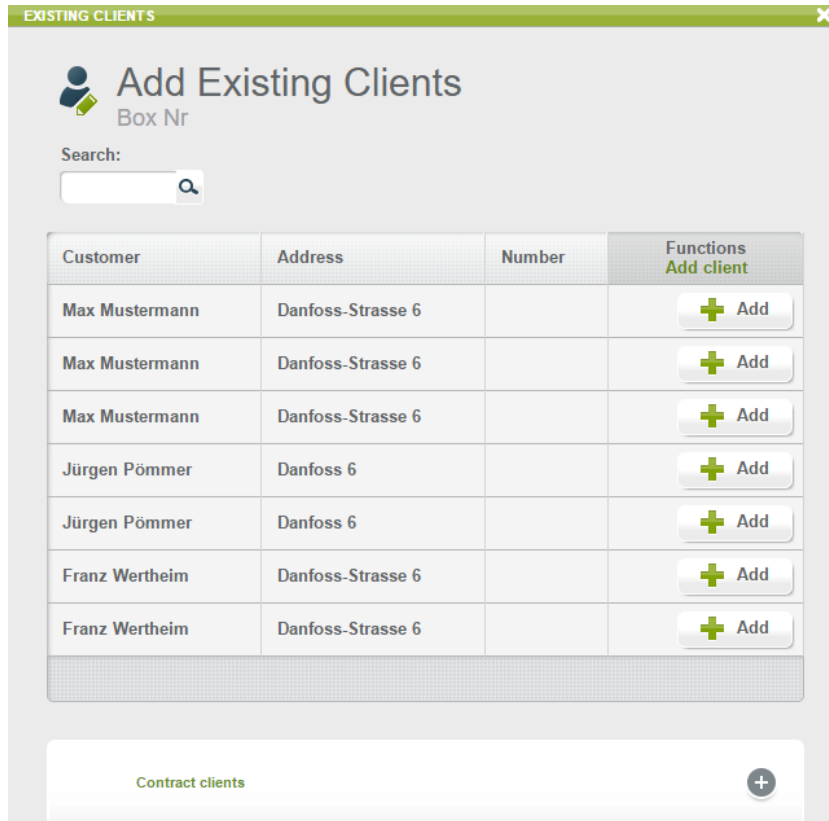 EXISTING CLIENTS
Add Existing Clients
Box Nr
Search:
Customer Address Number Functions
Add client
Max Mustermann Danfoss-Strasse 6 Add
Max Mustermann Danfoss-Strasse 6 Add
Max Mustermann Danfoss-Strasse 6 Add
Jürgen Pömmer Danfoss 6 Add
Jürgen Pömmer Danfoss 6 Add
Franz Wertheim Danfoss-Strasse 6 Add
Franz Wertheim Danfoss-Strasse 6 Add
Contract clients